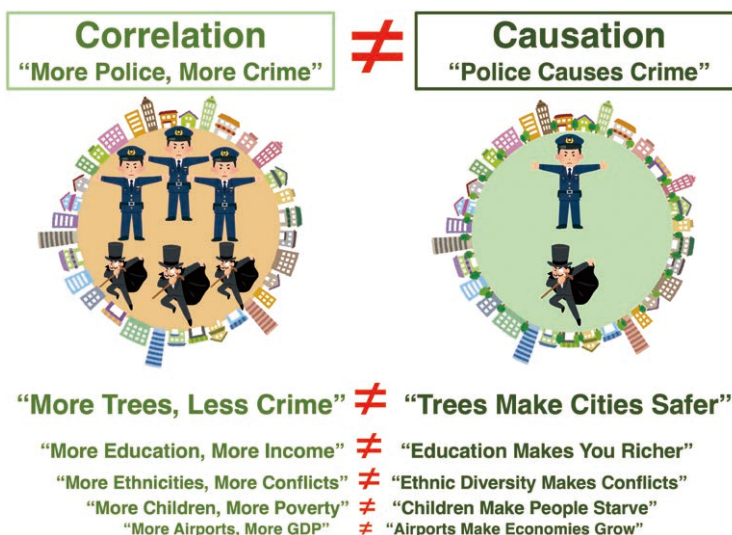 Correlation ≠ Causation
“More Police, More Crime” “Police Causes Crime”
“More Trees, Less Crime” ≠ “Trees Make Cities Safer”
“More Education, More Income” ≠ “Education Makes You Richer”
“More Ethnicities, More Conflicts” ≠ “Ethnic Diversity Makes Conflicts”
“More Children, More Poverty” ≠ “Children Make People Starve”
“More Airports, More GDP” ≠ “Airports Make Economies Grow”